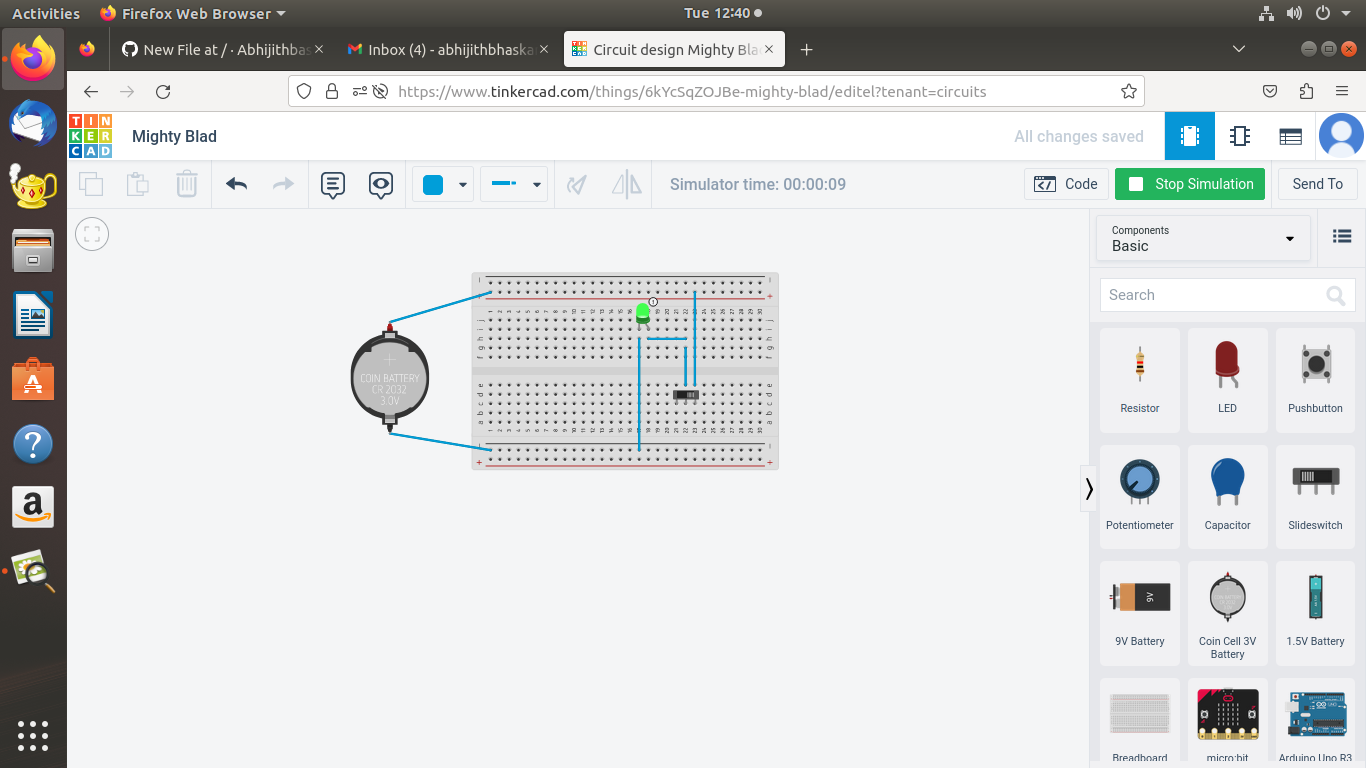 Activities
Firefox Web Browser
Tue 12:40
New File at / · Abhijithbas
Inbox (4) - abhijithbhaska
Circuit design Mighty Bla
https://www.tinkercad.com/things/6kYcSqZOJBe-mighty-blad/editel?tenant=circuits
TIN
KER
CAD
Mighty Blad
All changes saved
Simulator time: 00:00:09
Code
Stop Simulation
Send To
Components
Basic
Search
COIN BATTERY
CR 2032
3.0V
Resistor
LED
Pushbutton
Potentiometer
Capacitor
Slideswitch
9V
9V Battery
Coin Cell 3V
Battery
1.5V Battery
Breadboard
micro:bit
Arduino Uno R3